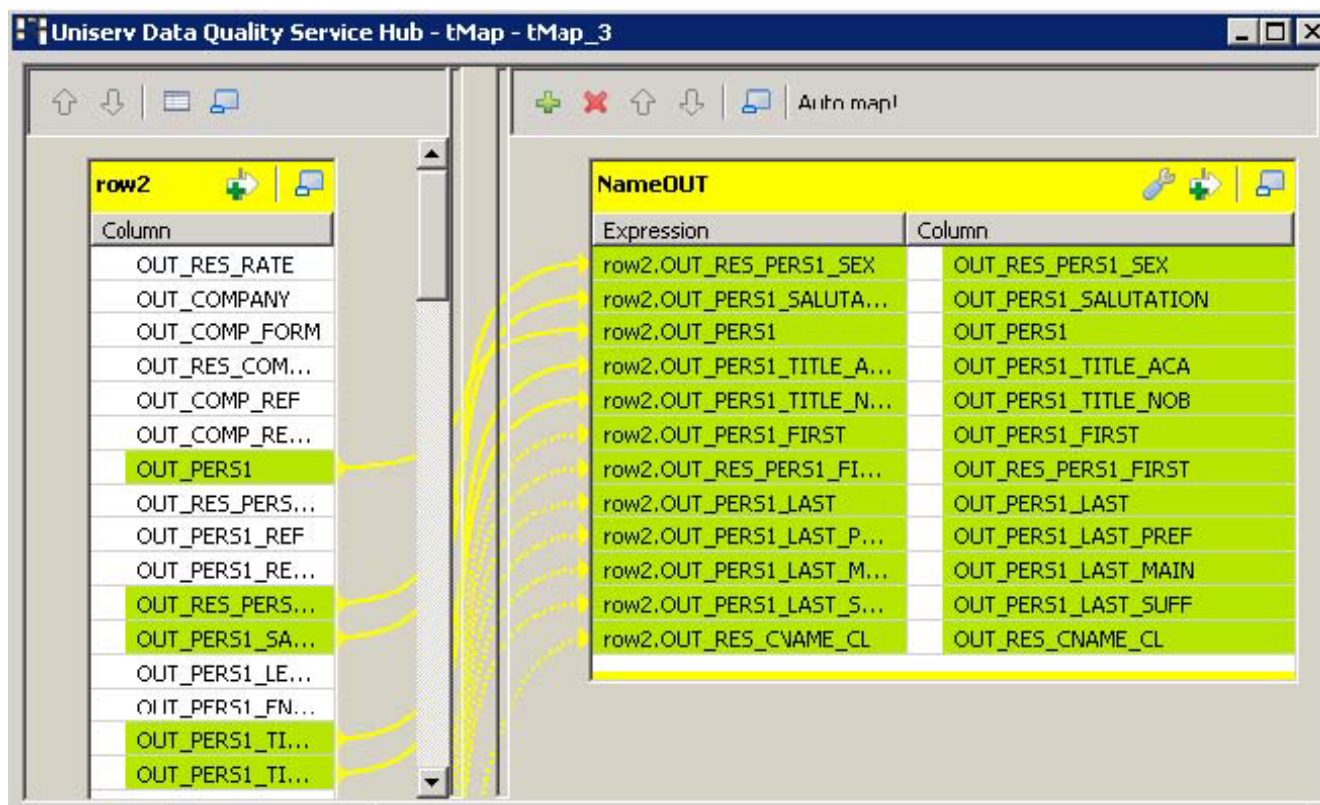 Uniserv Data Quality Service Hub - tMap - tMap_3
Auto map!
row2
Column
OUT_RES_RATE
OUT_COMPANY
OUT_COMP_FORM
OUT_RES_COM...
OUT_COMP_REF
OUT_COMP_RE...
OUT_PERS1
OUT_RES_PERS...
OUT_PERS1_REF
OUT_PERS1_RE...
OUT_RES_PERS...
OUT_PERS1_SA...
OUT_PERS1_LE...
OUT_PERS1_FN...
OUT_PERS1_TI...
OUT_PERS1_TI...
NameOUT
Expression Column
row2.OUT_RES_PERS1_SEX OUT_RES_PERS1_SEX
row2.OUT_PERS1_SALUTA... OUT_PERS1_SALUTATION
row2.OUT_PERS1 OUT_PERS1
row2.OUT_PERS1_TITLE_A... OUT_PERS1_TITLE_ACA
row2.OUT_PERS1_TITLE_N... OUT_PERS1_TITLE_NOB
row2.OUT_PERS1_FIRST OUT_PERS1_FIRST
row2.OUT_RES_PERS1_FI... OUT_RES_PERS1_FIRST
row2.OUT_PERS1_LAST OUT_PERS1_LAST
row2.OUT_PERS1_LAST_P... OUT_PERS1_LAST_PREF
row2.OUT_PERS1_LAST_M... OUT_PERS1_LAST_MAIN
row2.OUT_PERS1_LAST_S... OUT_PERS1_LAST_SUFF
row2.OUT_RES_CNAME_CL OUT_RES_CNAME_CL